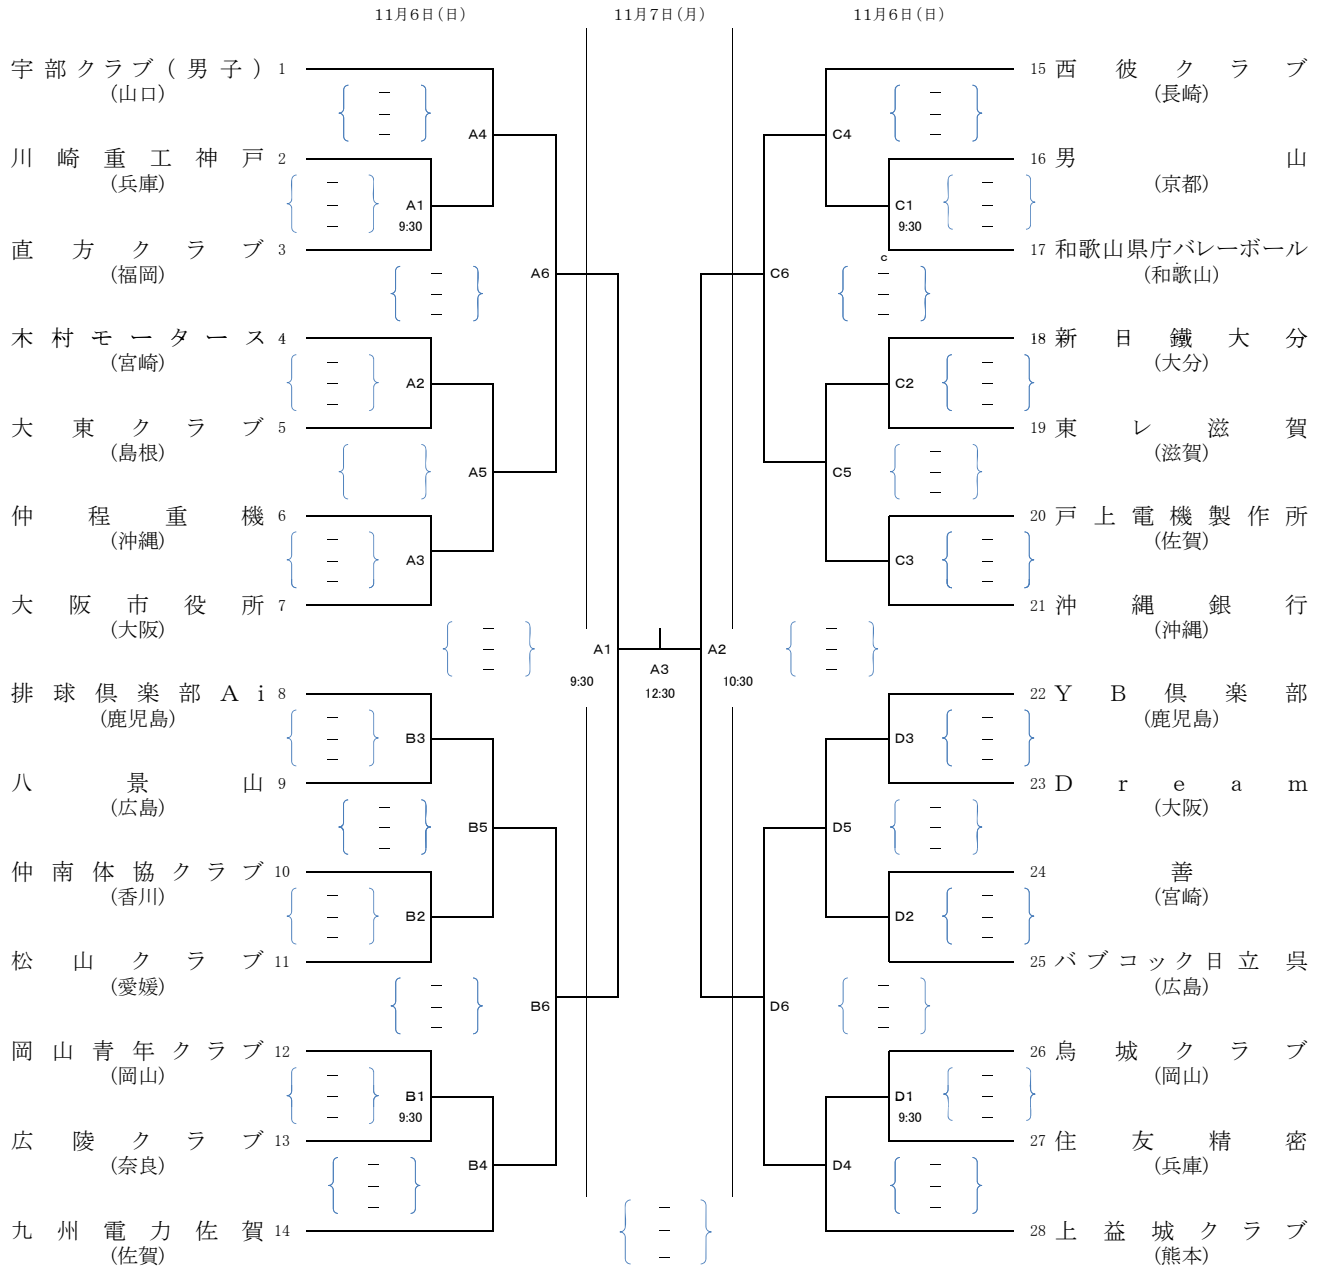 11月6日(日) 11月7日(月) 11月6日(日)
宇部クラブ(男子) 1
(山口)
A4
川崎重工神戸 2
(兵庫)
A1
9:30
直方クラブ 3
(福岡)
A6
木村モータース 4
(宮崎)
A2
大東クラブ 5
(島根)
A5
仲程重機 6
(沖縄)
A3
大阪市役所 7
(大阪)
A1
9:30
排球倶楽部Ai 8
(鹿児島)
B3
八景山 9
(広島)
B5
仲南体協クラブ 10
(香川)
B2
松山クラブ 11
(愛媛)
B6
岡山青年クラブ 12
(岡山)
B1
9:30
広陵クラブ 13
(奈良)
B4
九州電力佐賀 14
(佐賀)
A3
12:30
15 西彼クラブ
(長崎)
C4
16 男山
(京都)
C1
9:30
17 和歌山県庁バレーボール
(和歌山)
c
C6
18 新日鐵大分
(大分)
C2
19 東レ滋賀
(滋賀)
C5
20 戸上電機製作所
(佐賀)
C3
21 沖縄銀行
(沖縄)
A2
10:30
22 YB倶楽部
(鹿児島)
D3
23 Dream
(大阪)
D5
24 善
(宮崎)
D2
25 バブコック日立呉
(広島)
D6
26 烏城クラブ
(岡山)
D1
9:30
27 住友精密
(兵庫)
D4
28 上益城クラブ
(熊本)